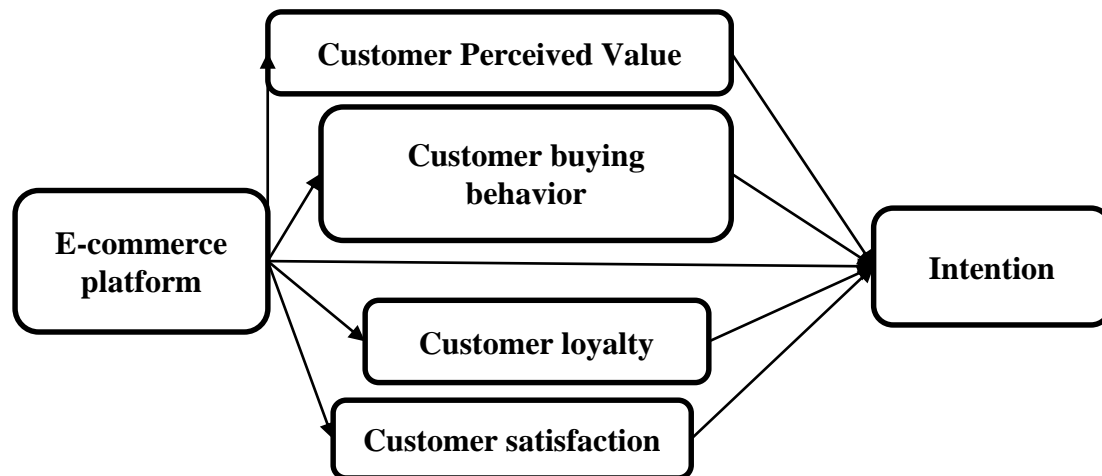 Customer Perceived Value
Customer buying
behavior
E-commerce
platform
Intention
Customer loyalty
Customer satisfaction